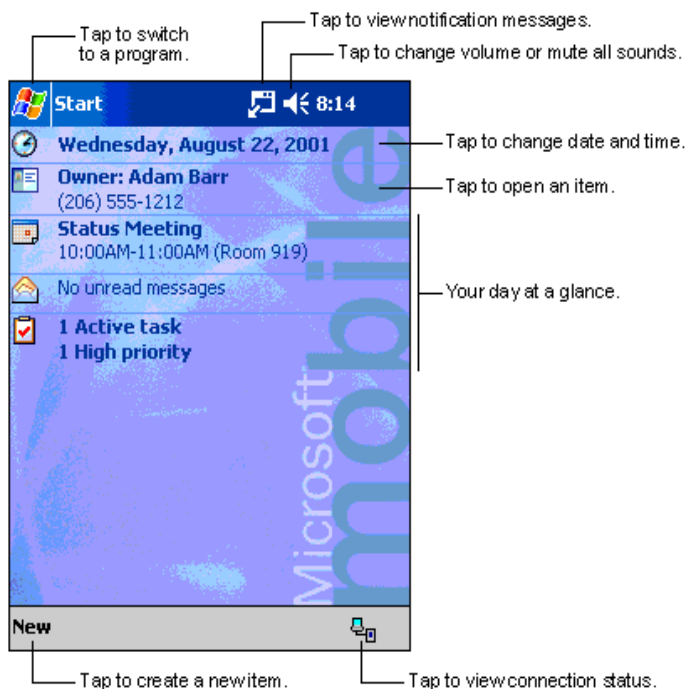 Tap to view notification messages.
Tap to switch
to a program.
Tap to change volume or mute all sounds.
Start
8:14
Wednesday, August 22, 2001
Tap to change date and time.
Owner: Adam Barr
(206) 555-1212
Tap to open an item.
Status Meeting
10:00AM-11:00AM (Room 919)
No unread messages
Your day at a glance.
1 Active task
1 High priority
Microsoft
mobile
New
Tap to create a new item.
Tap to view connection status.